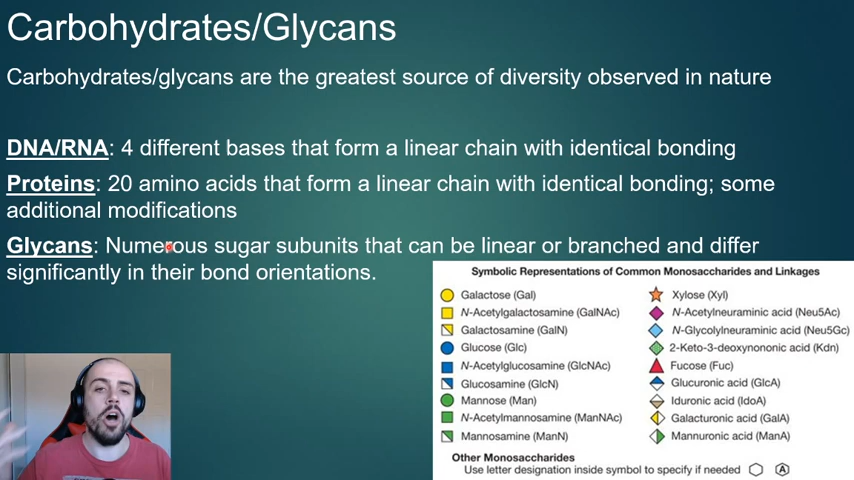 Carbohydrates/Glycans
Carbohydrates/glycans are the greatest source of diversity observed in nature
DNA/RNA: 4 different bases that form a linear chain with identical bonding
Proteins: 20 amino acids that form a linear chain with identical bonding; some
additional modifications
Glycans: Numerous sugar subunits that can be linear or branched and differ
significantly in their bond orientations.
Symbolic Representations of Common Monosaccharides and Linkages
Galactose (Gal)
N-Acetylgalactosamine (GalNAc)
Galactosamine (GalN)
Glucose (Glc)
N-Acetylglucosamine (GlcNAc)
Glucosamine (GlcN)
Mannose (Man)
N-Acetylmannosamine (ManNAc)
Mannosamine (ManN)
Xylose (Xyl)
N-Acetylneuraminic acid (Neu5Ac)
N-Glycolylneuraminic acid (Neu5Gc)
2-Keto-3-deoxynononic acid (Kdn)
Fucose (Fuc)
Glucuronic acid (GlcA)
Iduronic acid (IdoA)
Galacturonic acid (GalA)
Mannuronic acid (ManA)
Other Monosaccharides
Use letter designation inside symbol to specify if needed
A